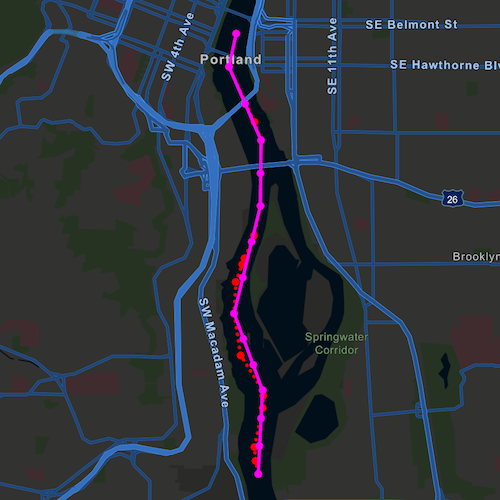 SE Belmont St
SW 4th Ave
SE 11th Ave
Portland
SE Hawthorne Blv
26
Brooklyn
SW Macadam Ave
Springwater
Corridor